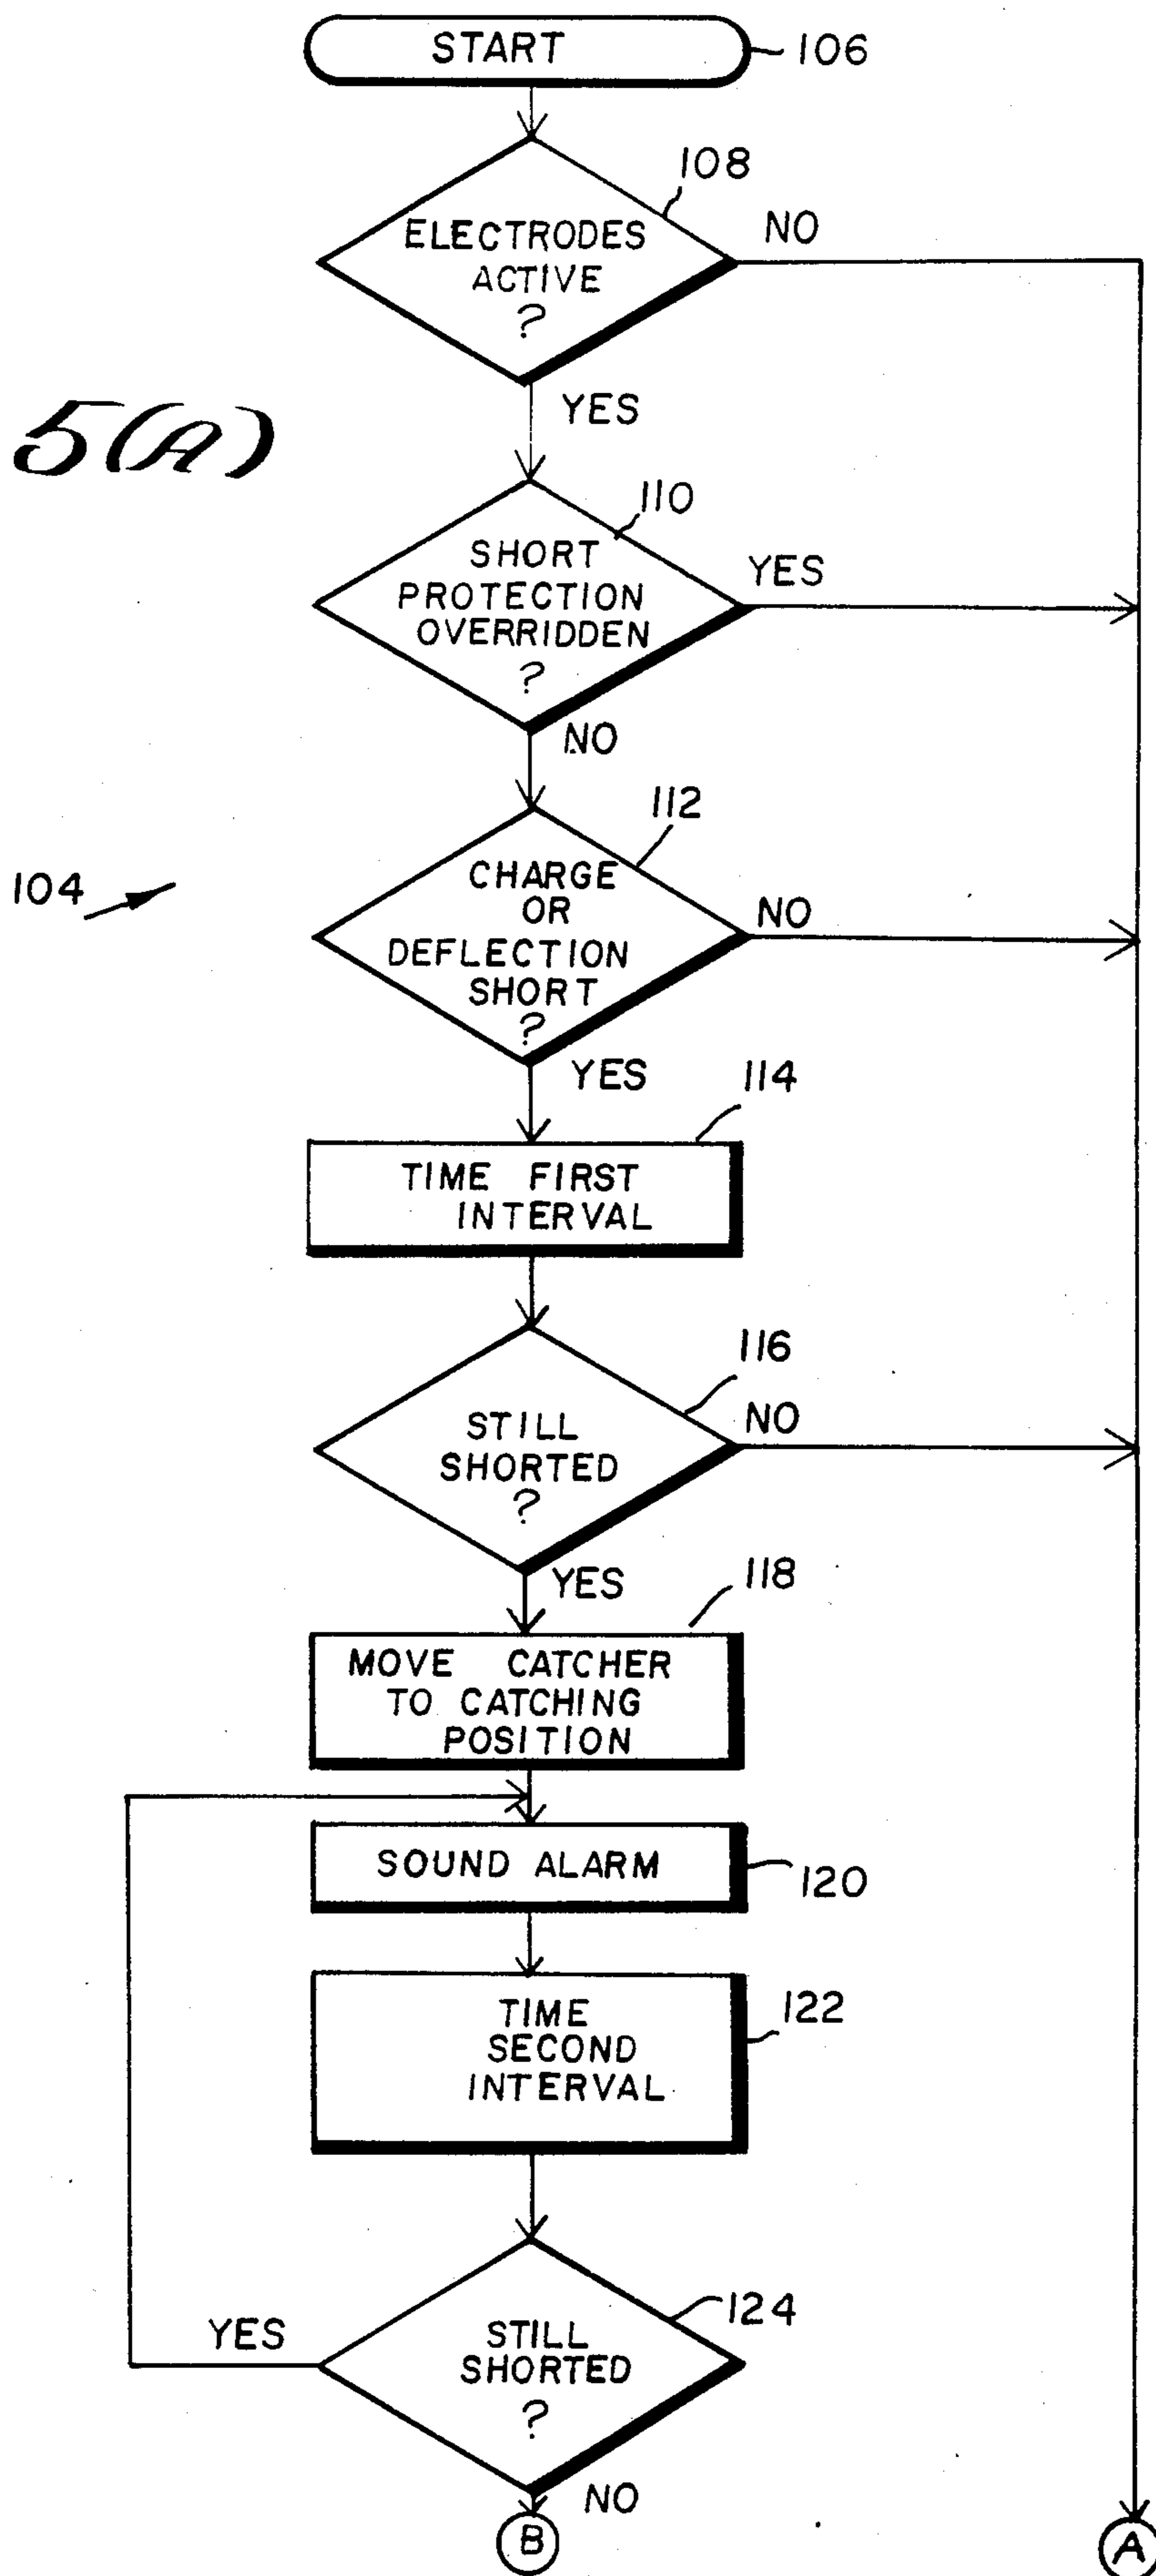 START
106
108
ELECTRODES
ACTIVE
?
NO
YES
5(A)
110
SHORT
PROTECTION
OVERRIDDEN
?
YES
NO
112
CHARGE
OR
DEFLECTION
SHORT
?
NO
104
YES
114
TIME FIRST
INTERVAL
116
STILL
SHORTED
?
NO
YES
118
MOVE CATCHER
TO CATCHING
POSITION
SOUND ALARM
120
122
TIME
SECOND
INTERVAL
124
YES
STILL
SHORTED
?
NO
B
A